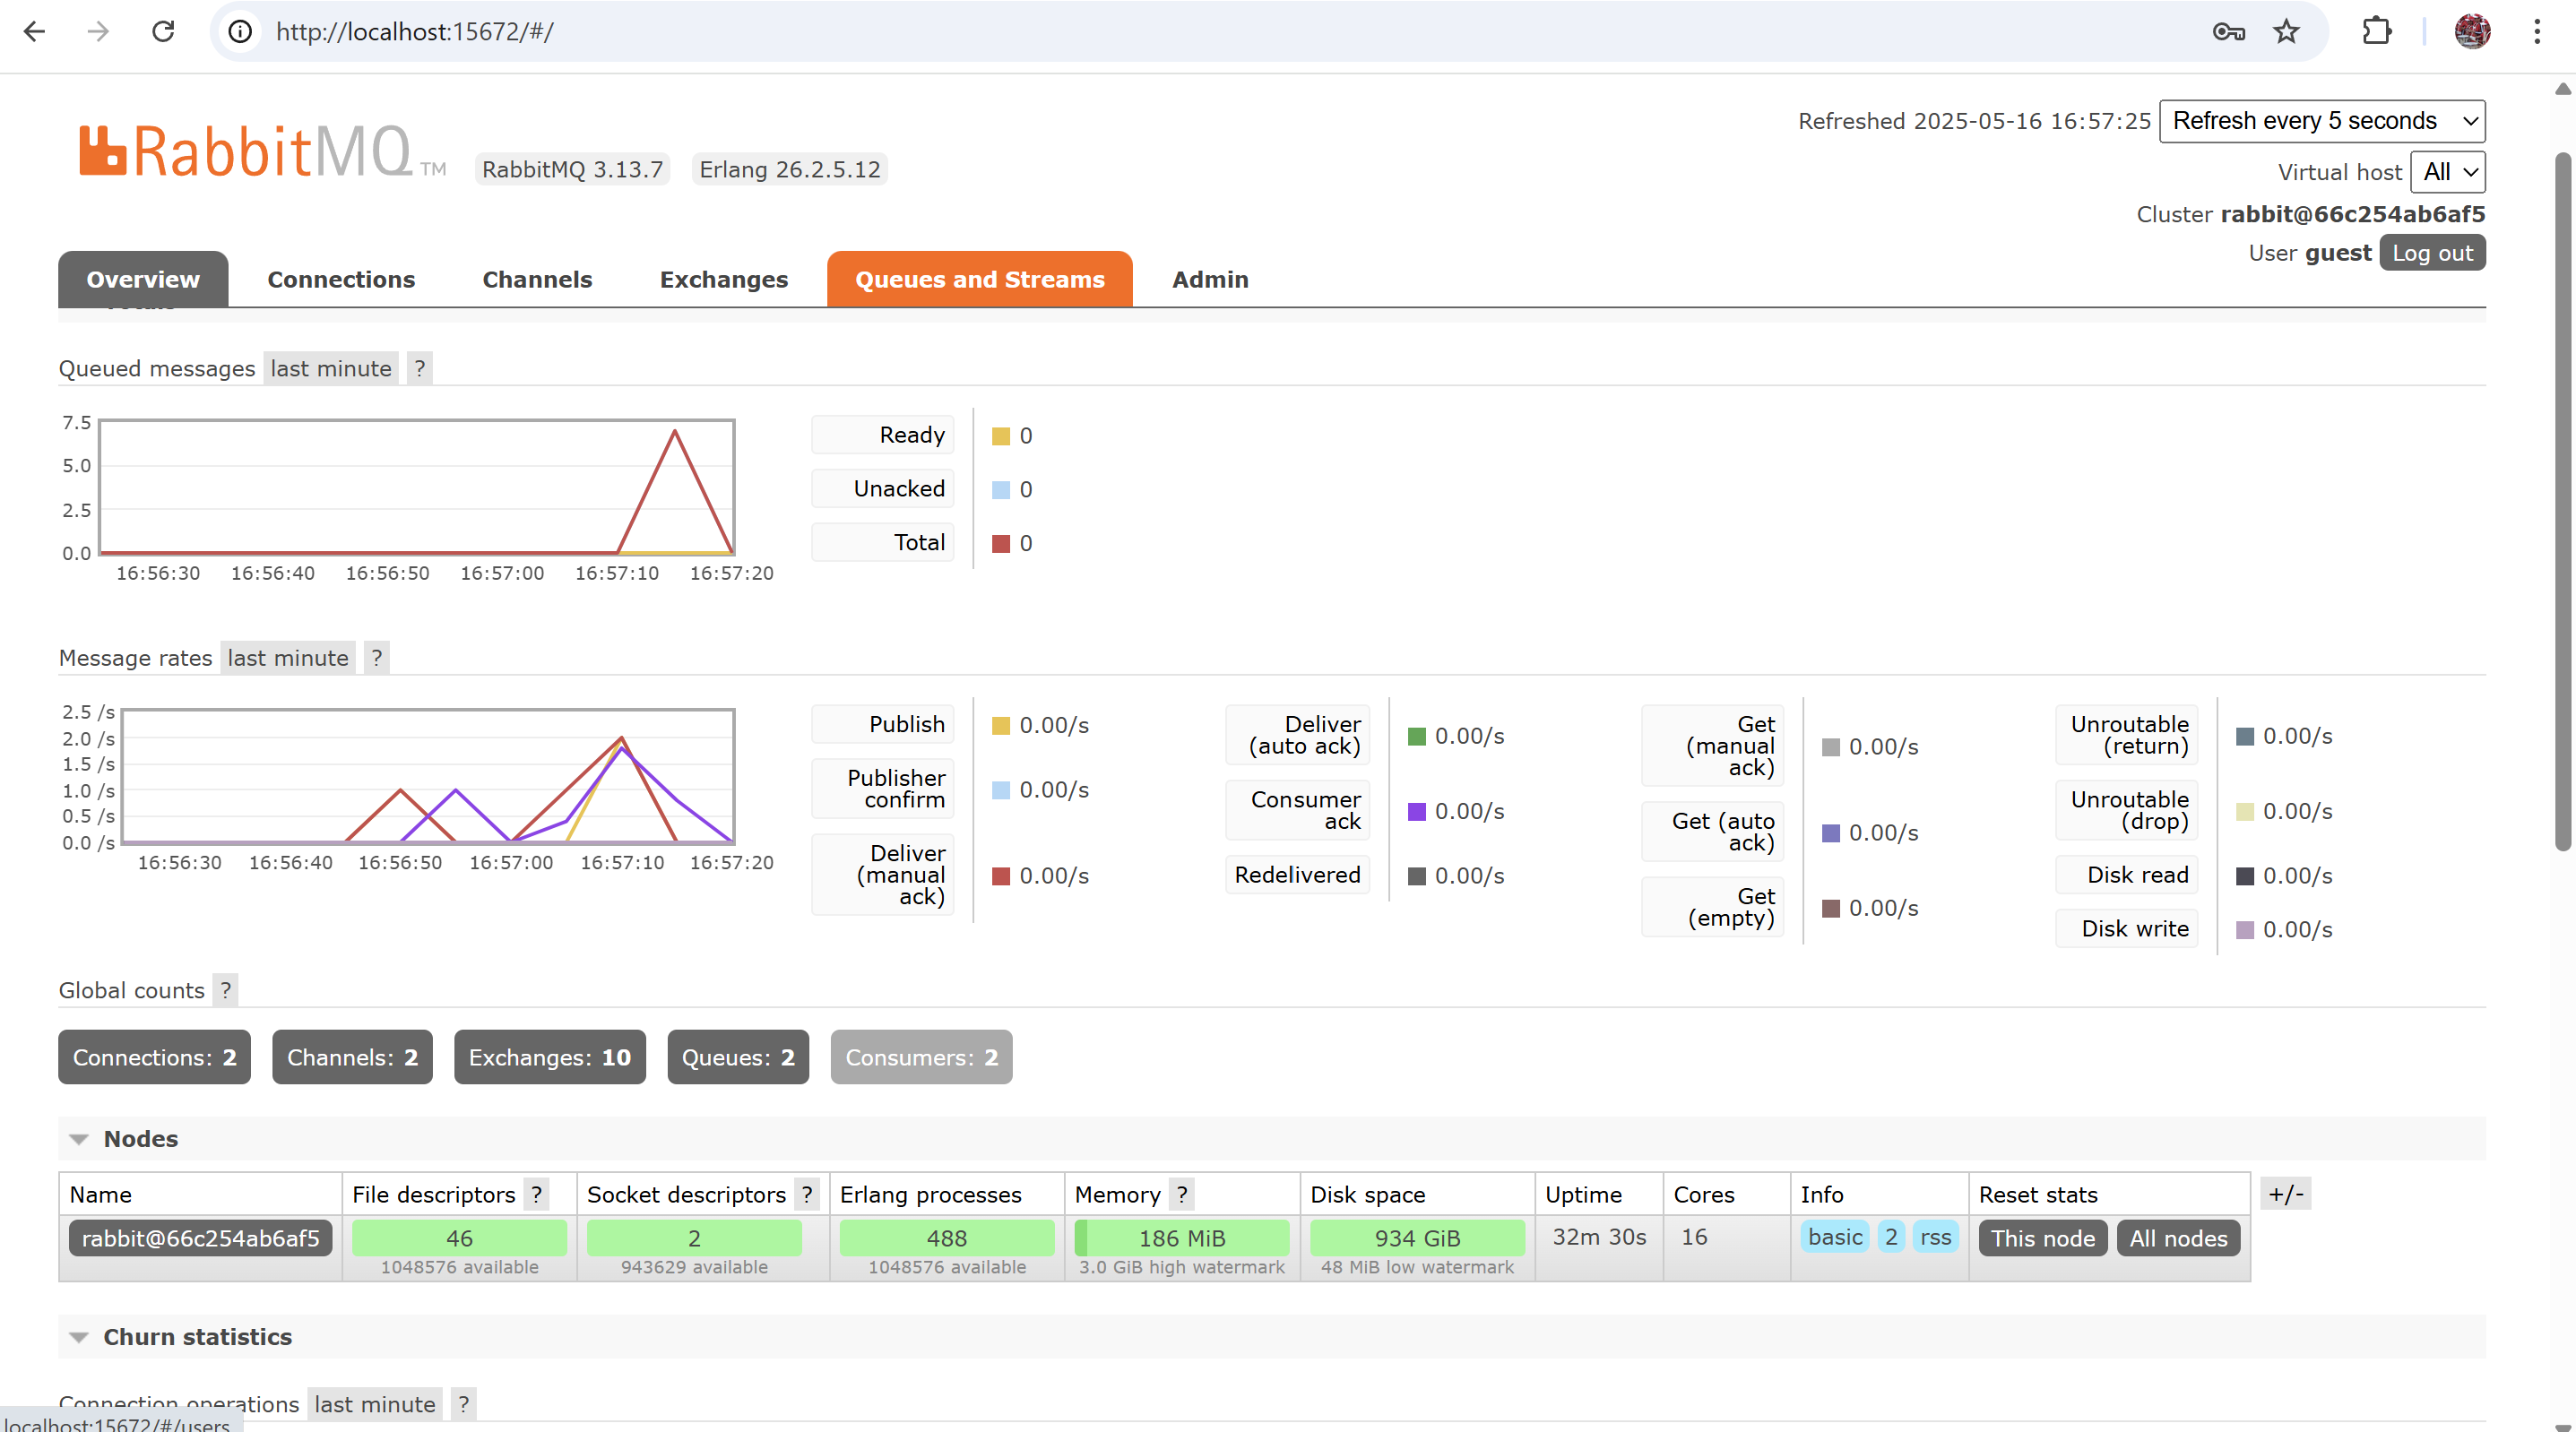 http://localhost:15672/#/
RabbitMQ TM
RabbitMQ 3.13.7 Erlang 26.2.5.12
Refreshed 2025-05-16 16:57:25 Refresh every 5 seconds
Virtual host All
Cluster rabbit@66c254ab6af5
User guest Log out
Overview Connections Channels Exchanges Queues and Streams Admin
Queued messages last minute ?
7.5
5.0
2.5
0.0
16:56:30 16:56:40 16:56:50 16:57:00 16:57:10 16:57:20
Ready 0
Unacked 0
Total 0
Message rates last minute ?
2.5 /s
2.0 /s
1.5 /s
1.0 /s
0.5 /s
0.0 /s
16:56:30 16:56:40 16:56:50 16:57:00 16:57:10 16:57:20
Publish 0.00/s
Publisher
confirm 0.00/s
Deliver
(manual
ack) 0.00/s
Deliver
(auto ack) 0.00/s
Consumer
ack 0.00/s
Redelivered 0.00/s
Get
(manual
ack) 0.00/s
Get (auto
ack) 0.00/s
Get
(empty) 0.00/s
Unroutable
(return) 0.00/s
Unroutable
(drop) 0.00/s
Disk read 0.00/s
Disk write 0.00/s
Global counts ?
Connections: 2 Channels: 2 Exchanges: 10 Queues: 2 Consumers: 2
Nodes
Name File descriptors ? Socket descriptors ? Erlang processes Memory ? Disk space Uptime Cores Info Reset stats +/-
rabbit@66c254ab6af5 46 2 488 186 MiB 934 GiB 32m 30s 16 basic 2 rss This node All nodes
1048576 available 943629 available 1048576 available 3.0 GiB high watermark 48 MiB low watermark
Churn statistics
Connection operations last minute ?
localhost:15672/#/users